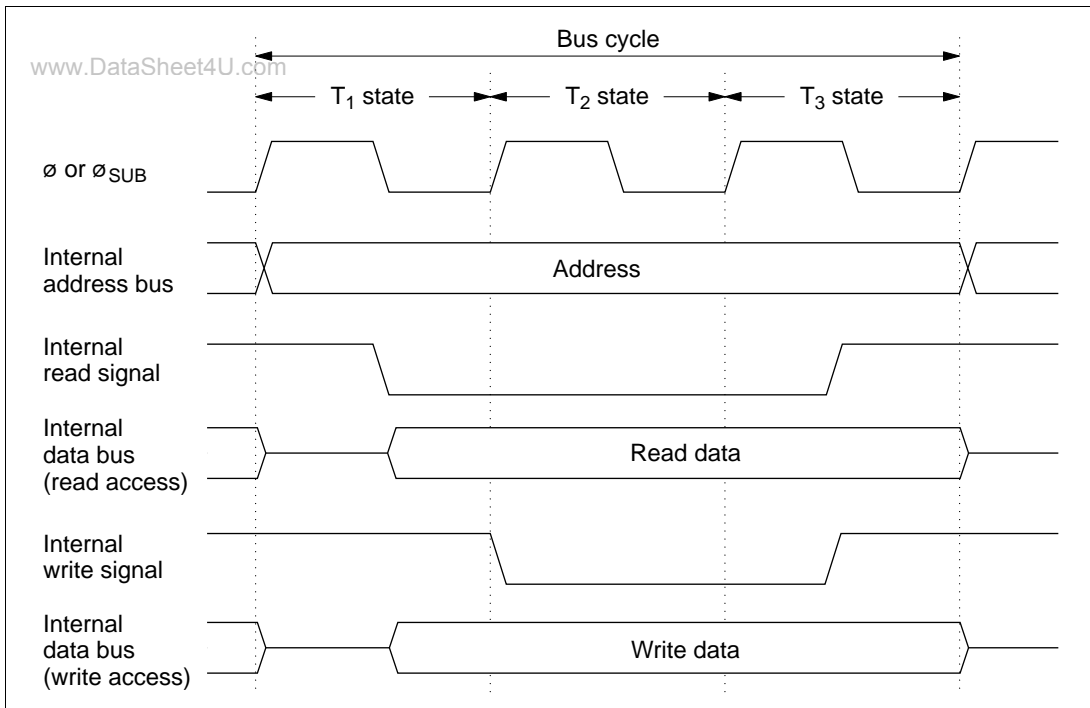 Bus cycle
www.DataSheet4U.com
T₁ state
T₂ state
T₃ state
ø or øSUB
Internal
address bus
Address
Internal
read signal
Internal
data bus
(read access)
Read data
Internal
write signal
Internal
data bus
(write access)
Write data